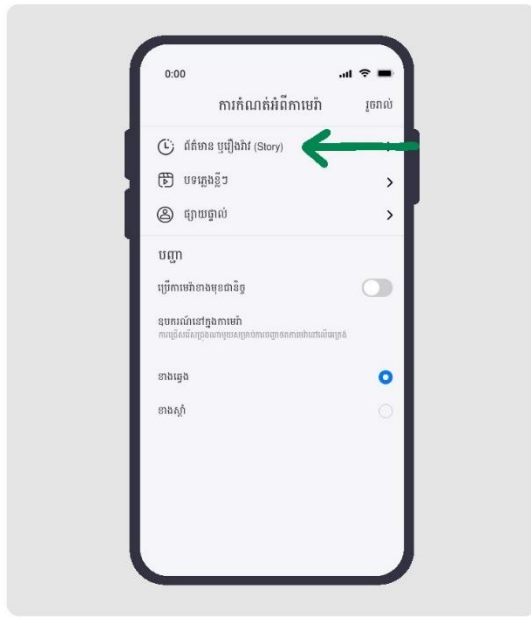 0:00
ការកំណត់អំពីកាមេរ៉ា
រួចរាល់
ព័ត៌មាន ឬរឿងរ៉ាវ (Story)
បទភ្លេងខ្លីៗ
ផ្សាយផ្ទាល់
បញ្ជា
ប្រើកាមេរ៉ាខាងមុខជានិច្ច
ឧបករណ៍នៅក្នុងកាមេរ៉ា
ខាងឆ្វេង
ខាងស្តាំ